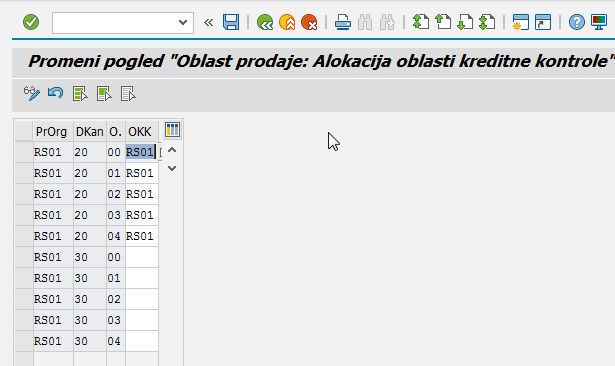 Promeni pogled "Oblast prodaje: Alokacija oblasti kreditne kontrole"
PrOrg DKan O. OKK
RS01 20 00 RS01
RS01 20 01 RS01
RS01 20 02 RS01
RS01 20 03 RS01
RS01 20 04 RS01
RS01 30 00
RS01 30 01
RS01 30 02
RS01 30 03
RS01 30 04